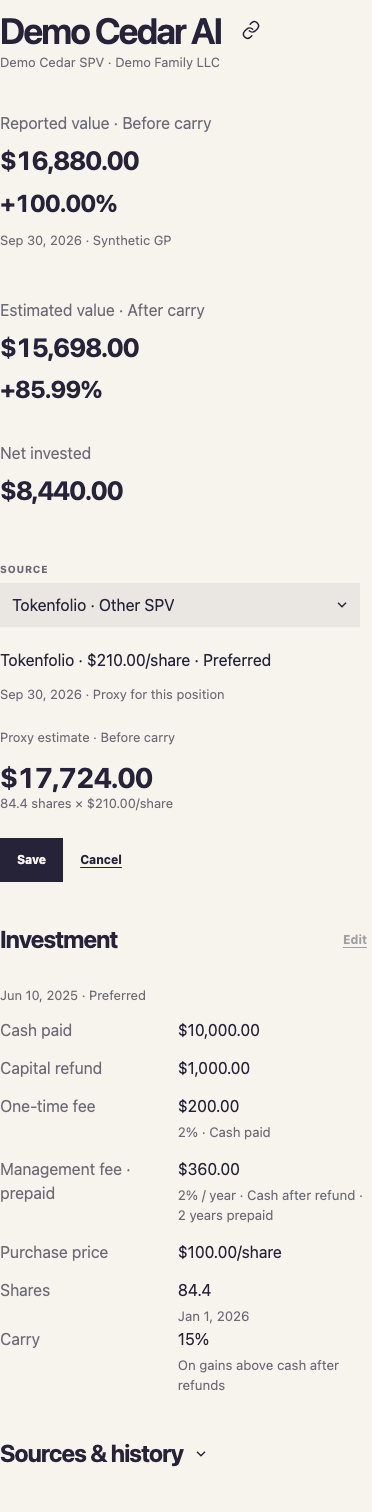 Demo Cedar AI
Demo Cedar SPV · Demo Family LLC
Reported value · Before carry
$16,880.00
+100.00%
Sep 30, 2026 · Synthetic GP
Estimated value · After carry
$15,698.00
+85.99%
Net invested
$8,440.00
SOURCE
Tokenfolio · Other SPV
Tokenfolio · $210.00/share · Preferred
Sep 30, 2026 · Proxy for this position
Proxy estimate · Before carry
$17,724.00
84.4 shares × $210.00/share
Save Cancel
Investment Edit
Jun 10, 2025 · Preferred
Cash paid $10,000.00
Capital refund $1,000.00
One-time fee $200.00
2% · Cash paid
Management fee · $360.00
prepaid 2% / year · Cash after refund ·
2 years prepaid
Purchase price $100.00/share
Shares 84.4
Jan 1, 2026
Carry 15%
On gains above cash after
refunds
Sources & history